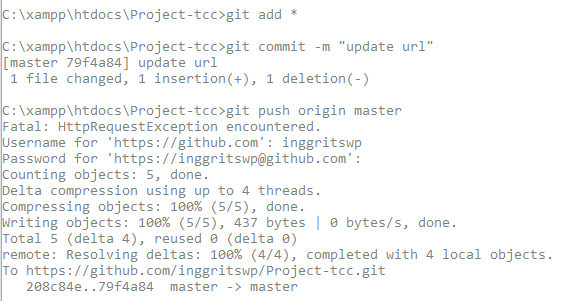 C:\xampp\htdocs\Project-tcc>git add *
C:\xampp\htdocs\Project-tcc>git commit -m "update url"
[master 79f4a84] update url
1 file changed, 1 insertion(+), 1 deletion(-)
C:\xampp\htdocs\Project-tcc>git push origin master
Fatal: HttpRequestException encountered.
Username for 'https://github.com': inggritswp
Password for 'https://inggritswp@github.com':
Counting objects: 5, done.
Delta compression using up to 4 threads.
Compressing objects: 100% (5/5), done.
Writing objects: 100% (5/5), 437 bytes | 0 bytes/s, done.
Total 5 (delta 4), reused 0 (delta 0)
remote: Resolving deltas: 100% (4/4), completed with 4 local objects.
To https://github.com/inggritswp/Project-tcc.git
208c84e..79f4a84  master -> master